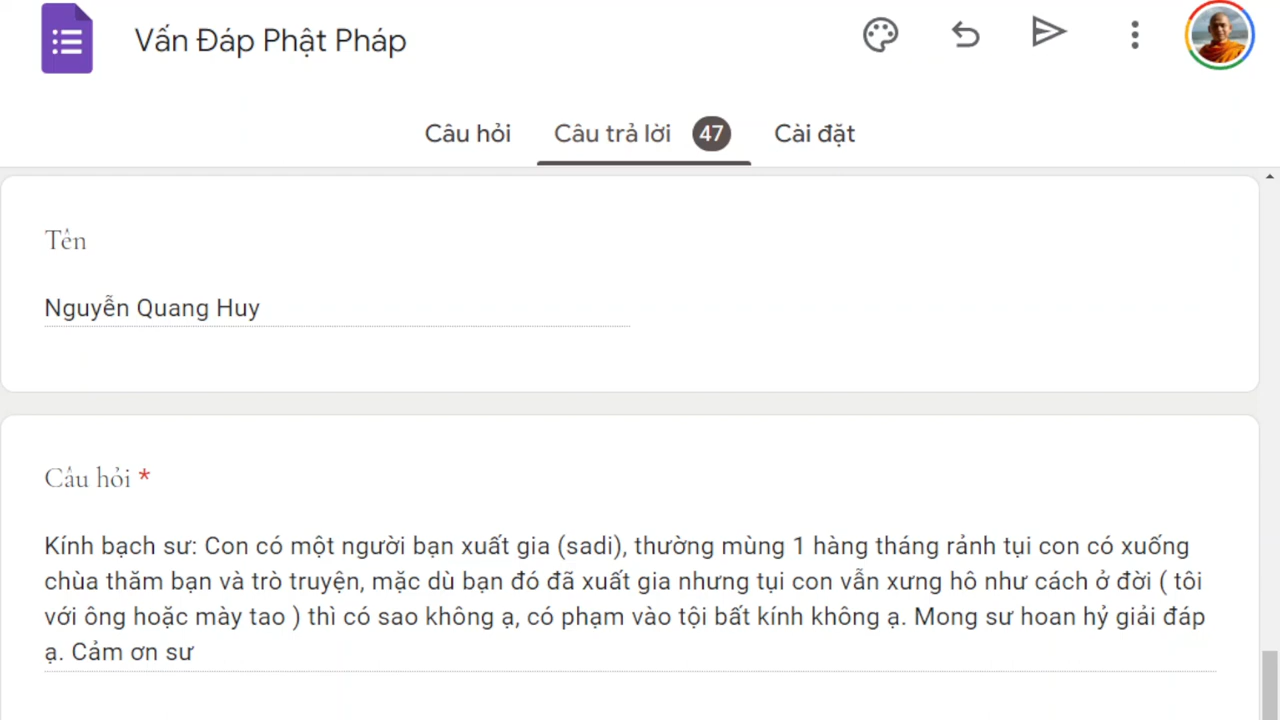 Vấn Đáp Phật Pháp
Câu hỏi Câu trả lời 47 Cài đặt
Tên
Nguyễn Quang Huy
Câu hỏi *
Kính bạch sư: Con có một người bạn xuất gia (sadi), thường mùng 1 hàng tháng rảnh tụi con có xuống
chùa thăm bạn và trò truyện, mặc dù bạn đó đã xuất gia nhưng tụi con vẫn xưng hô như cách ở đời ( tôi
với ông hoặc mày tao ) thì có sao không ạ, có phạm vào tội bất kính không ạ. Mong sư hoan hỷ giải đáp
ạ. Cảm ơn sư